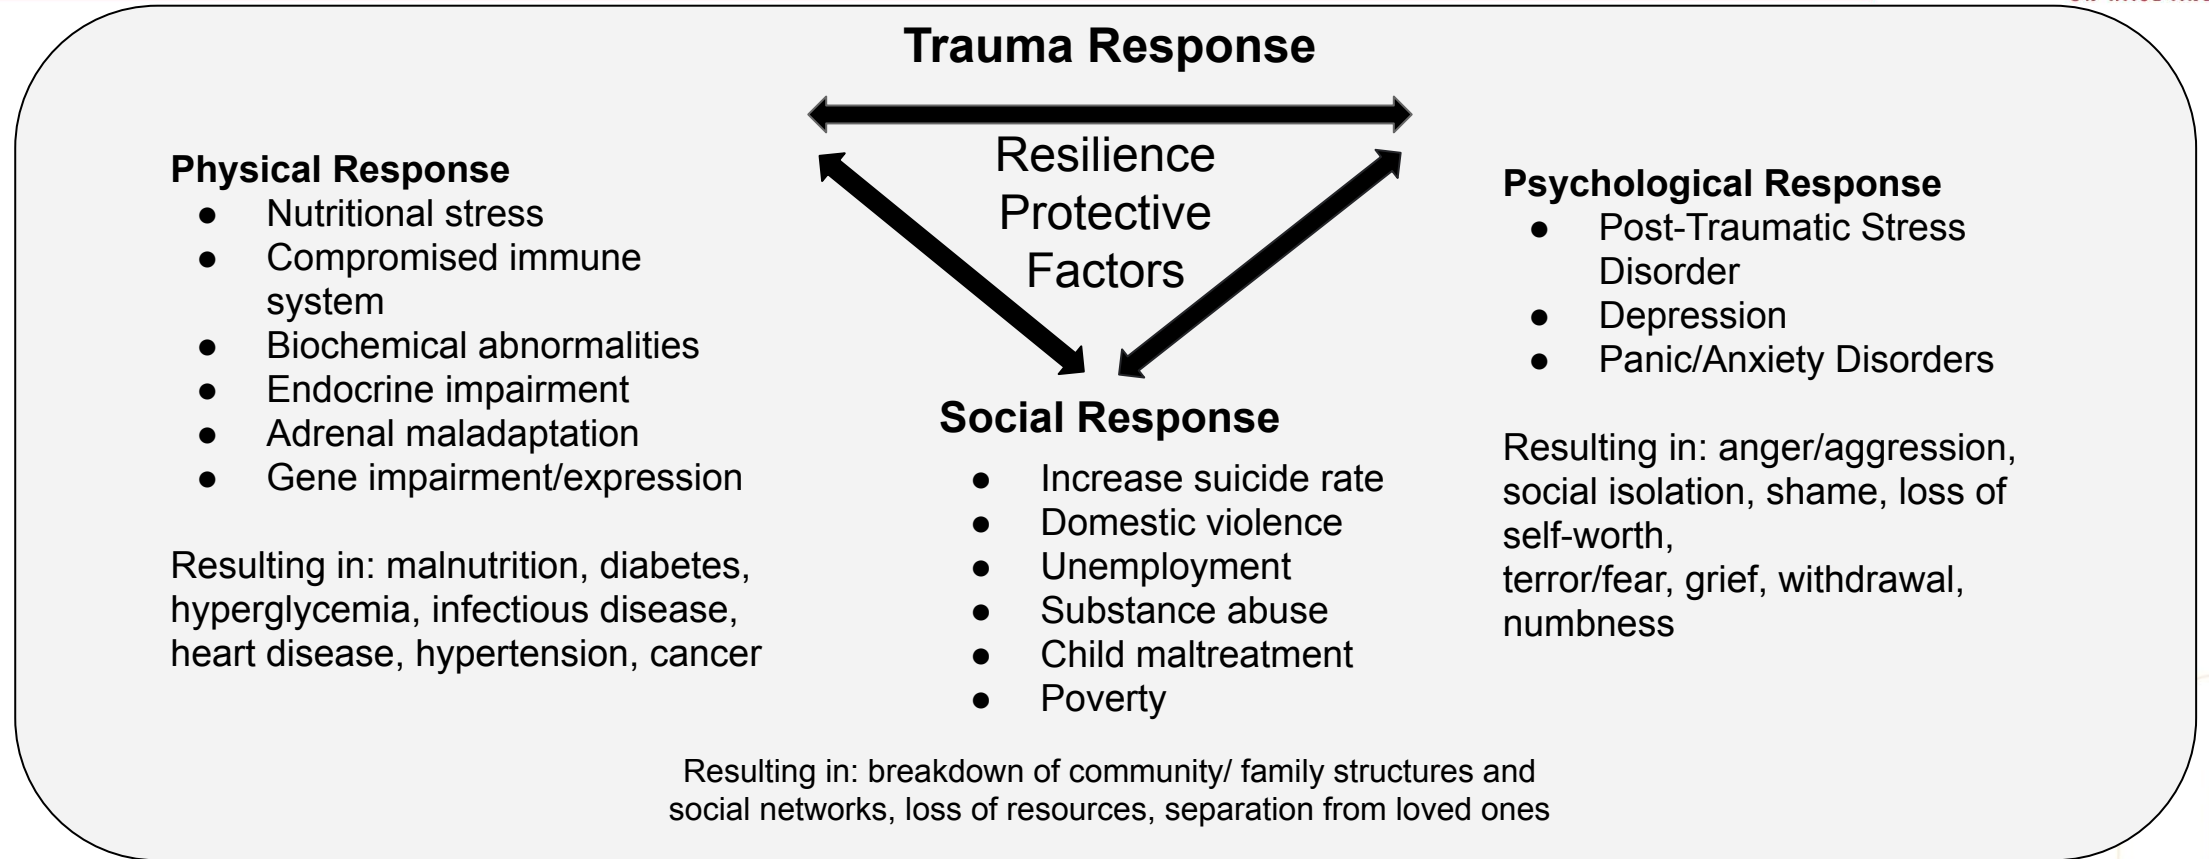 Trauma Response
Resilience
Protective
Factors
Physical Response
● Nutritional stress
● Compromised immune
system
● Biochemical abnormalities
● Endocrine impairment
● Adrenal maladaptation
● Gene impairment/expression
Resulting in: malnutrition, diabetes,
hyperglycemia, infectious disease,
heart disease, hypertension, cancer
Social Response
● Increase suicide rate
● Domestic violence
● Unemployment
● Substance abuse
● Child maltreatment
● Poverty
Resulting in: breakdown of community/ family structures and
social networks, loss of resources, separation from loved ones
Psychological Response
● Post-Traumatic Stress
Disorder
● Depression
● Panic/Anxiety Disorders
Resulting in: anger/aggression,
social isolation, shame, loss of
self-worth,
terror/fear, grief, withdrawal,
numbness